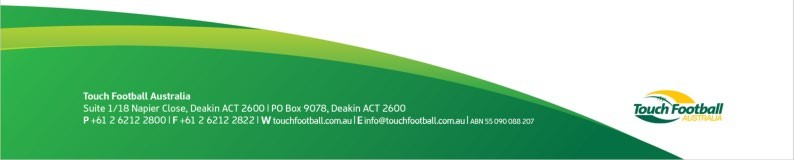 Touch Football Australia
Suite 1/18 Napier Close, Deakin ACT 2600 | PO Box 9078, Deakin ACT 2600
P +61 2 6212 2800 | F +61 2 6212 2822 | W touchfootball.com.au | E info@touchfootball.com.au | ABN 55 090 088 207
Touch Football
AUSTRALIA